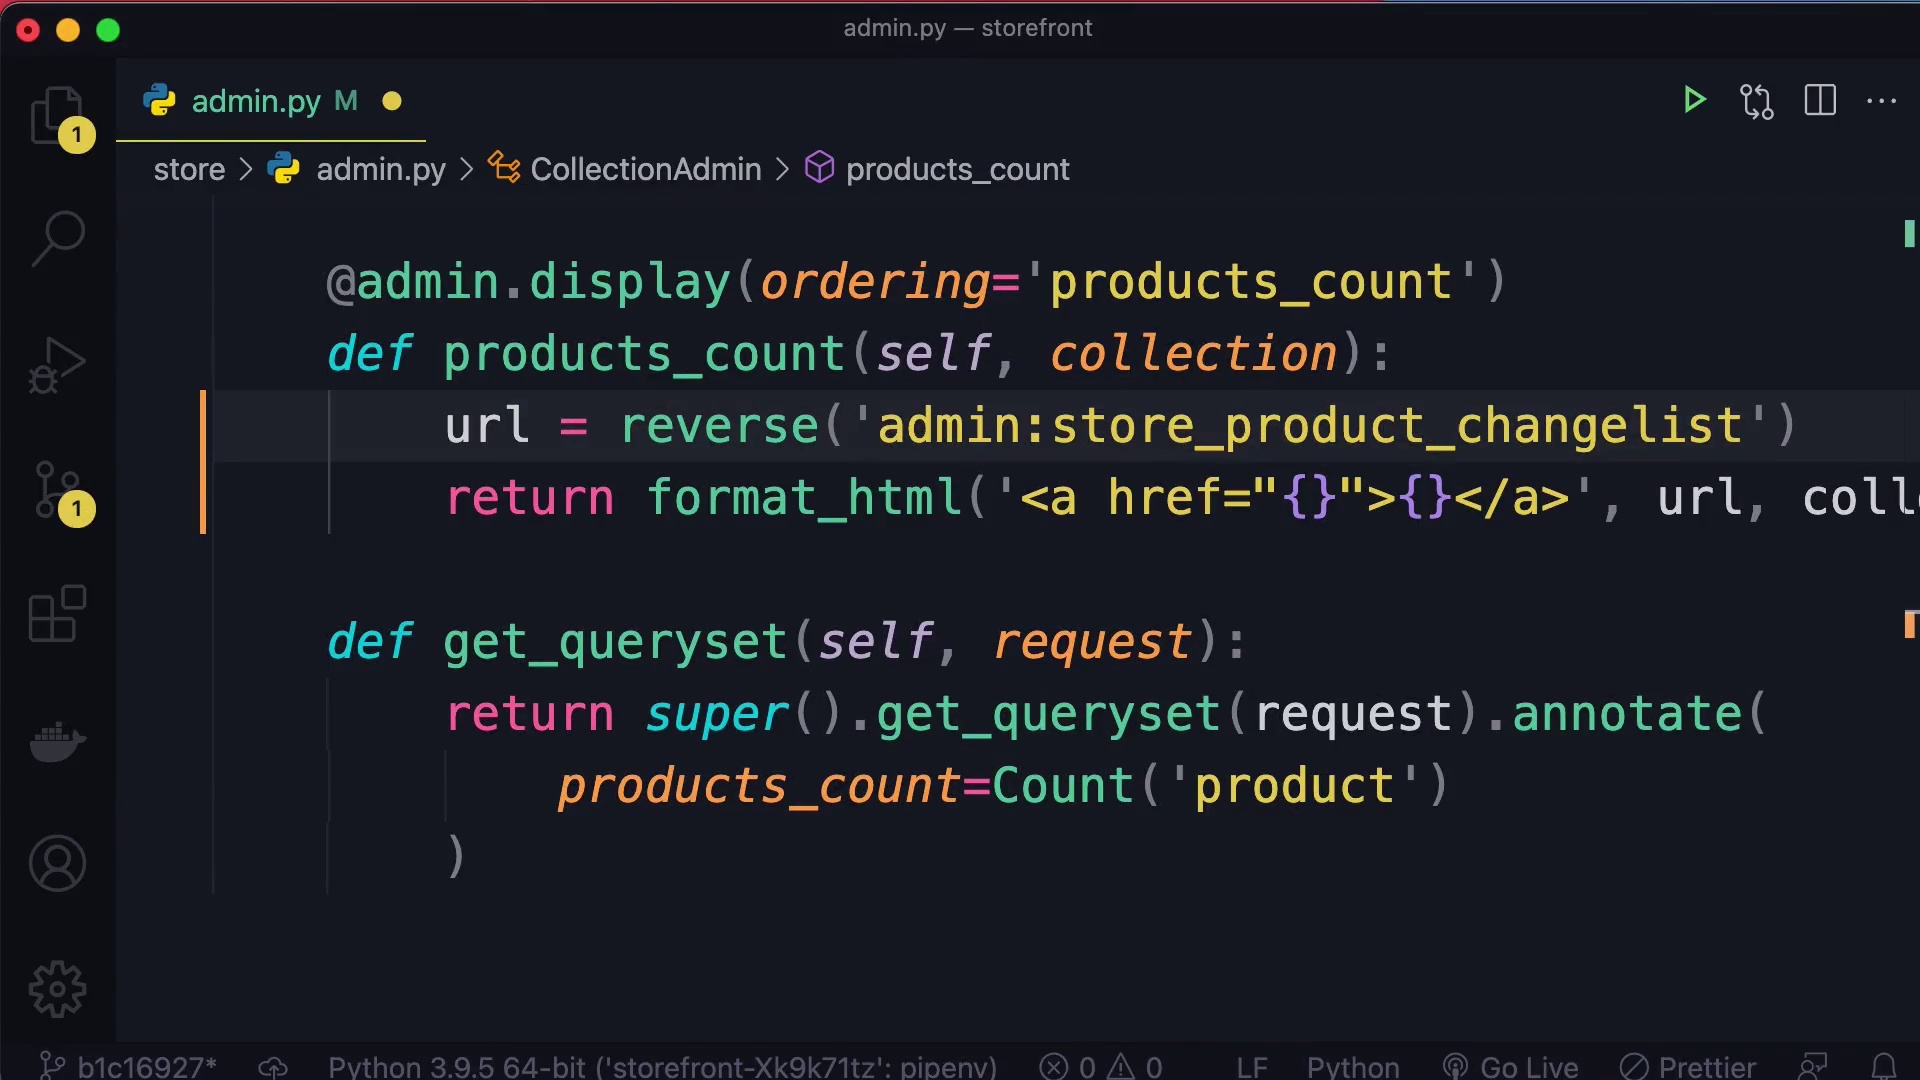 admin.py — storefront
admin.py M
1
store > admin.py > CollectionAdmin > products_count
@admin.display(ordering='products_count')
def products_count(self, collection):
url = reverse('admin:store_product_changelist')
return format_html('<a href="{}">{}</a>', url, coll
1
def get_queryset(self, request):
return super().get_queryset(request).annotate(
products_count=Count('product')
)
b1c16927* Python 3.9.5 64-bit ('storefront-Xk9k71tz': pipenv) 0 0 LF Python Go Live Prettier